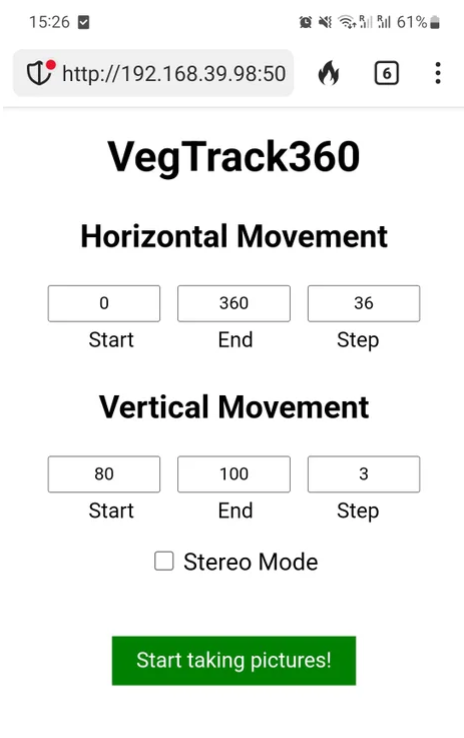 15:26 61%
http://192.168.39.98:50 6
VegTrack360
Horizontal Movement
0 360 36
Start End Step
Vertical Movement
80 100 3
Start End Step
Stereo Mode
Start taking pictures!